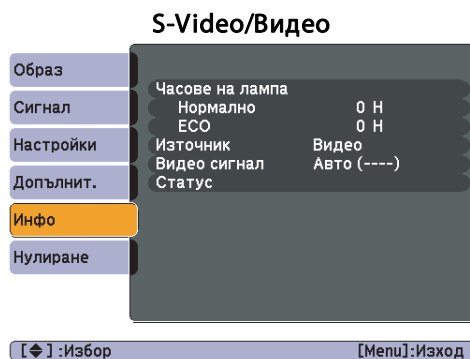 S-Video/Видео
Образ
Сигнал
Настройки
Допълнит.
Инфо
Нулиране
Часове на лампа
Нормално 0 H
ECO 0 H
Източник Видео
Видео сигнал Авто (----)
Статус
[◆] :Избор [Menu]:Изход